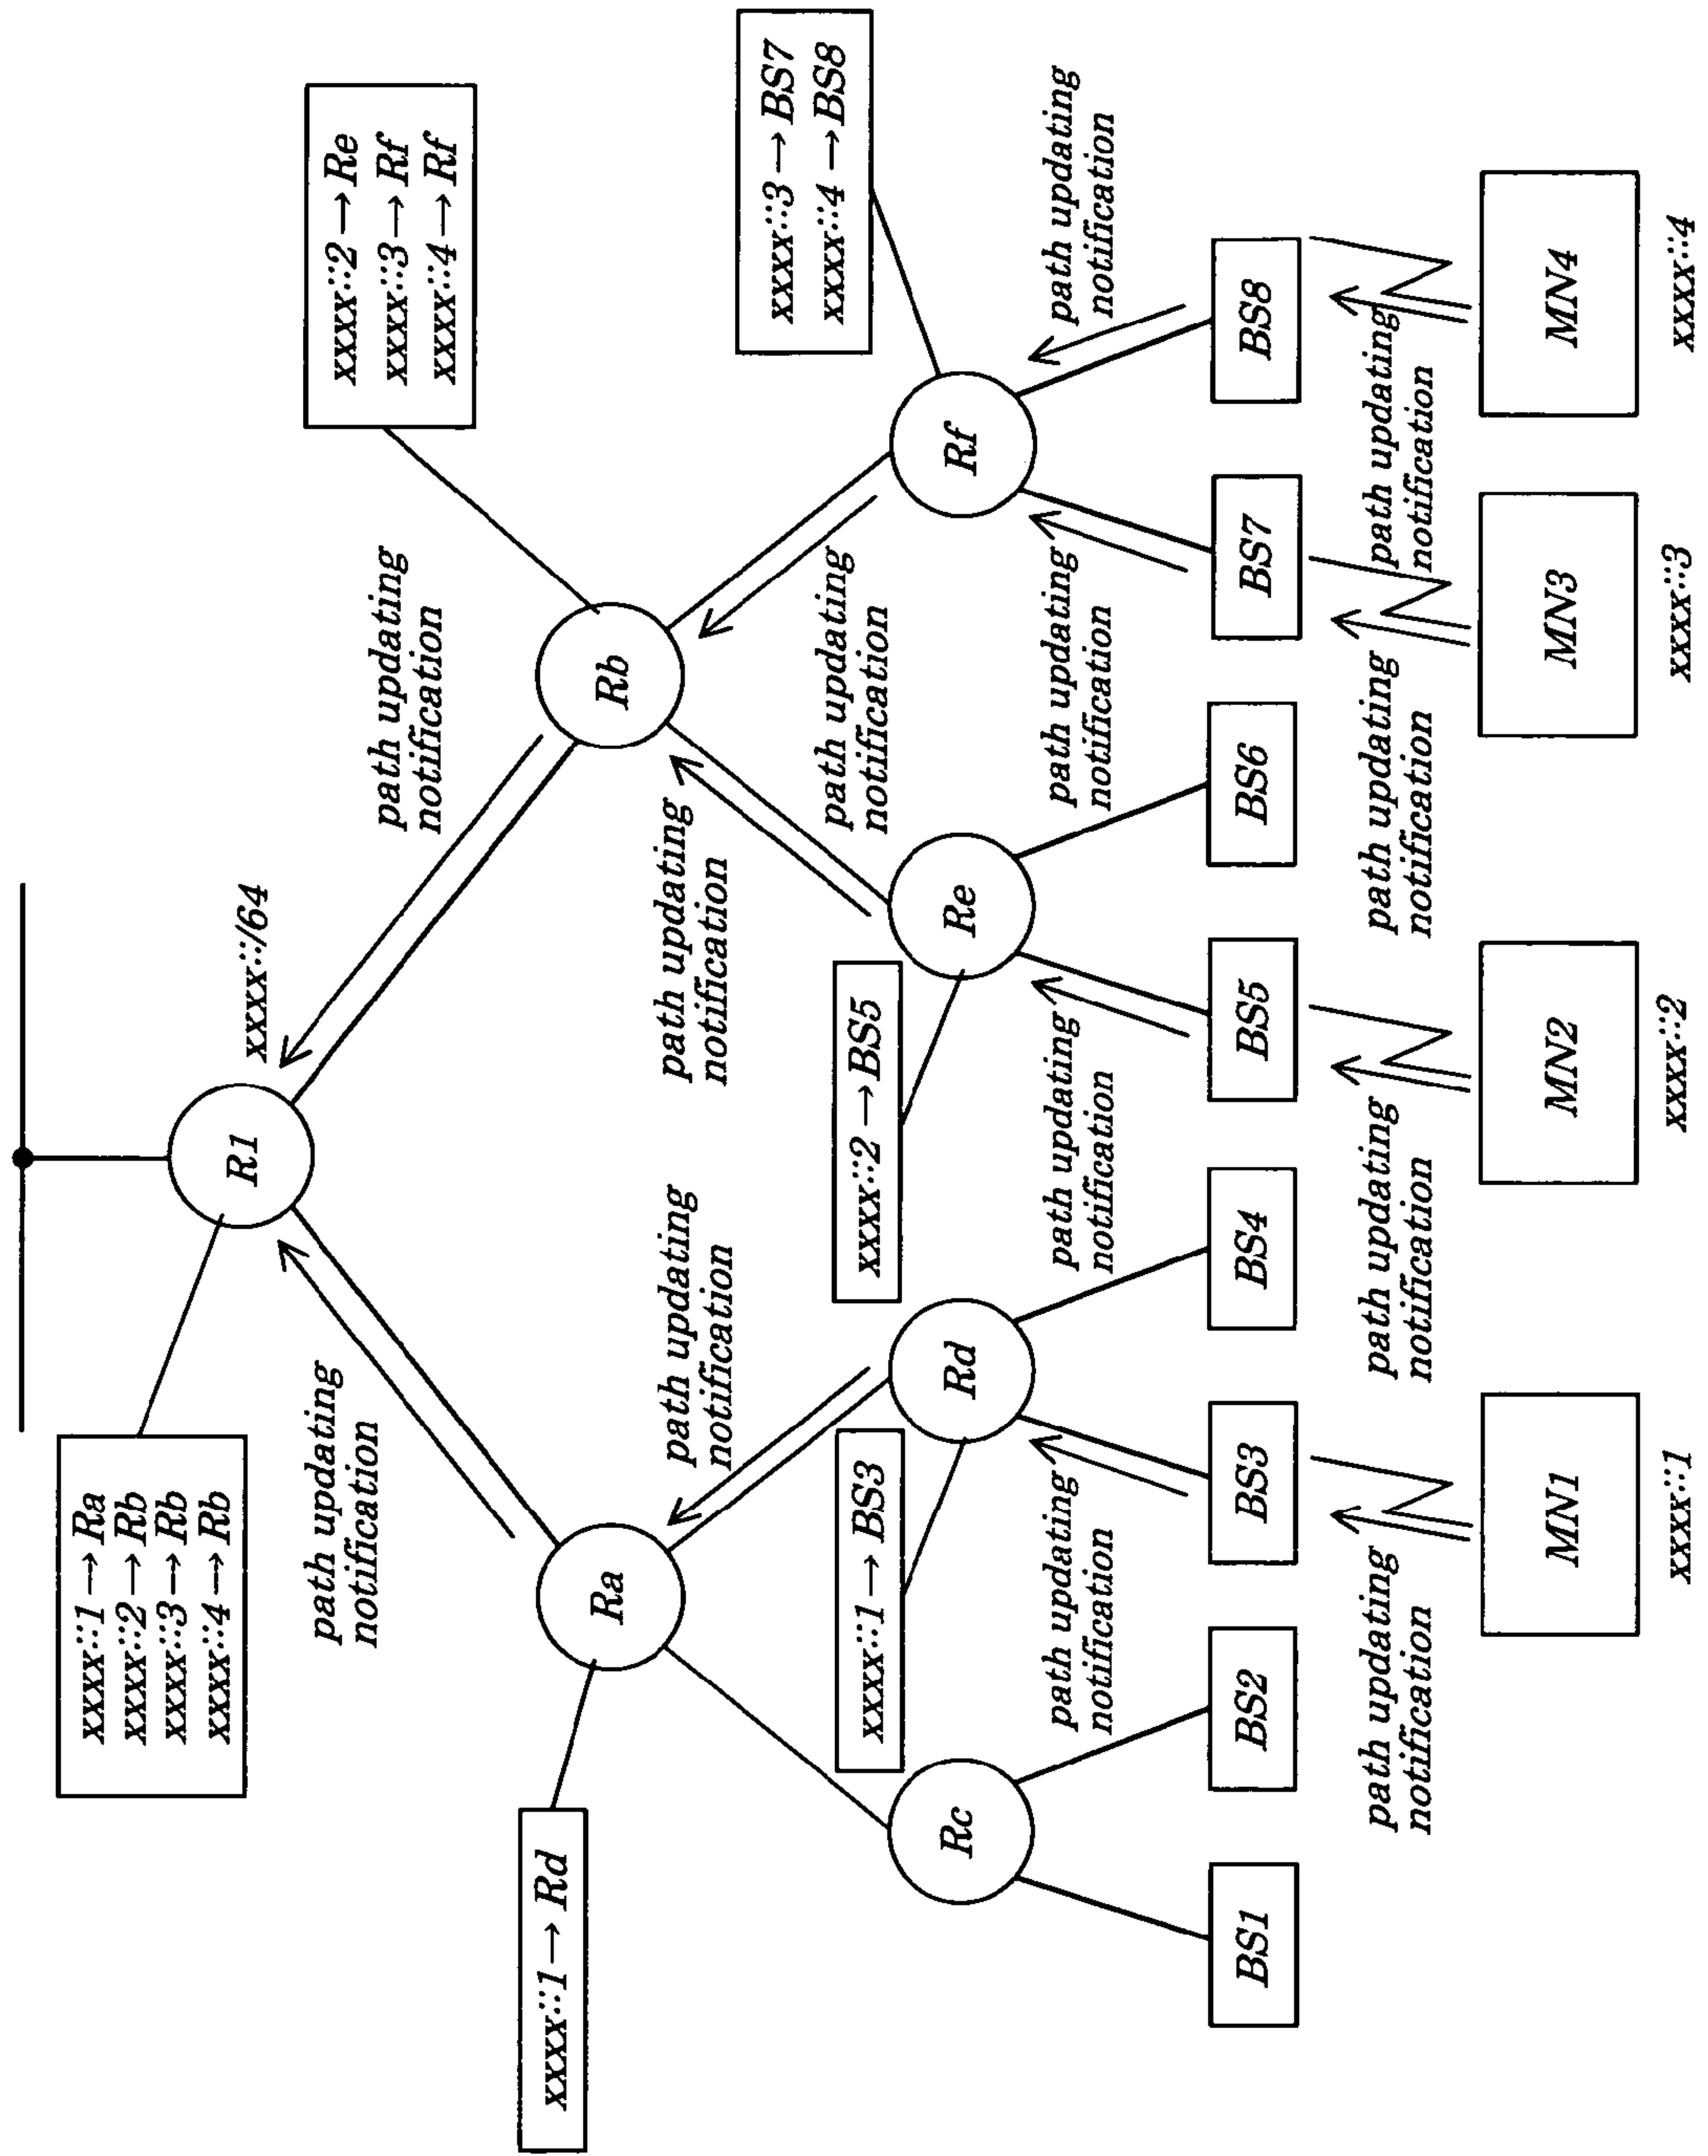 xxxx::1→Ra
xxxx::2→Rb
xxxx::3→Rb
xxxx::4→Rb
R1
xxxx::/64
path updating
notification
path updating
notification
xxxx::2→Re
xxxx::3→Rf
xxxx::4→Rf
xxxx::1→Rd
Ra
Rb
path updating
notification
path updating
notification
path updating
notification
xxxx::3→BS7
xxxx::4→BS8
xxxx::1→BS3
xxxx::2→BS5
Rc
Rd
Re
Rf
path updating
notification
path updating
notification
path updating
notification
path updating
notification
BS1
BS2
BS3
BS4
BS5
BS6
BS7
BS8
path updating
notification
path updating
notification
path updating
notification
path updating
notification
MN1
MN2
MN3
MN4
xxxx::1
xxxx::2
xxxx::3
xxxx::4